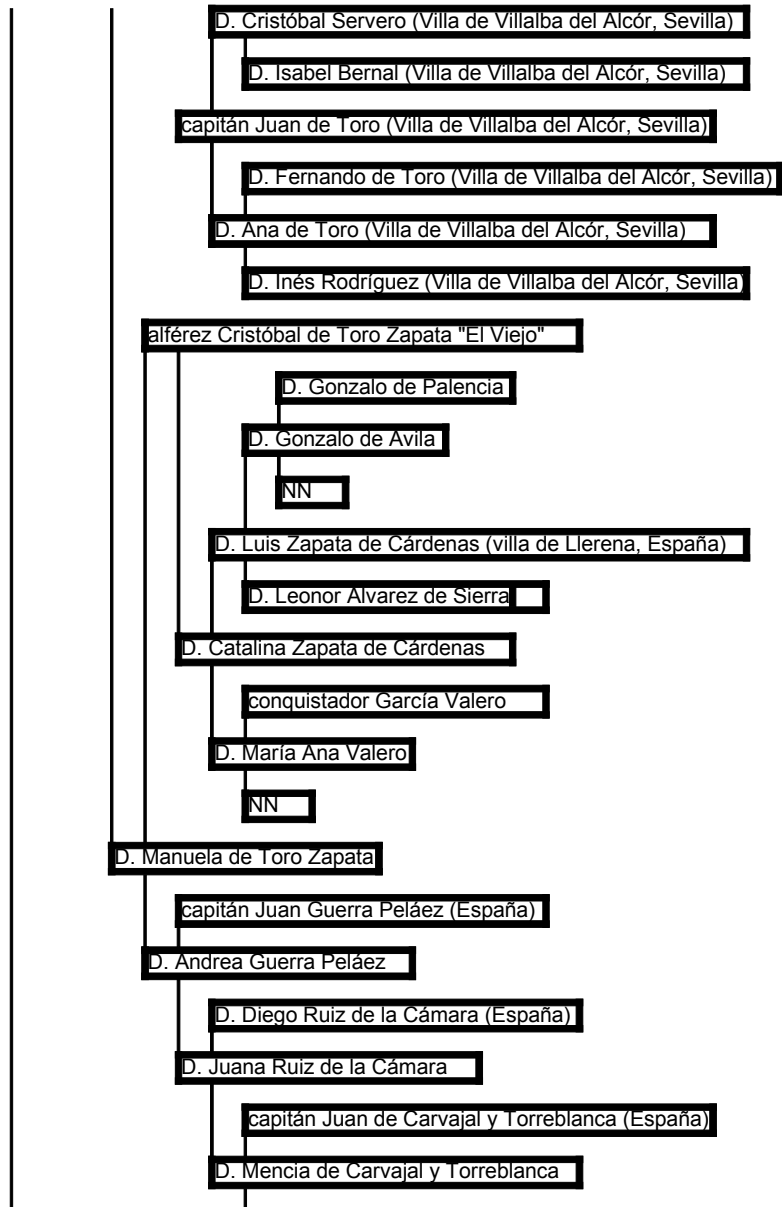 D. Cristóbal Servero (Villa de Villalba del Alcór, Sevilla)
D. Isabel Bernal (Villa de Villalba del Alcór, Sevilla)
capitán Juan de Toro (Villa de Villalba del Alcór, Sevilla)
D. Fernando de Toro (Villa de Villalba del Alcór, Sevilla)
D. Ana de Toro (Villa de Villalba del Alcór, Sevilla)
D. Inés Rodríguez (Villa de Villalba del Alcór, Sevilla)
alférez Cristóbal de Toro Zapata "El Viejo"
D. Gonzalo de Palencia
D. Gonzalo de Avila
NN
D. Luis Zapata de Cárdenas (villa de Llerena, España)
D. Leonor Alvarez de Sierra
D. Catalina Zapata de Cárdenas
conquistador García Valero
D. María Ana Valero
NN
D. Manuela de Toro Zapata
capitán Juan Guerra Peláez (España)
D. Andrea Guerra Peláez
D. Diego Ruiz de la Cámara (España)
D. Juana Ruiz de la Cámara
capitán Juan de Carvajal y Torreblanca (España)
D. Mencia de Carvajal y Torreblanca